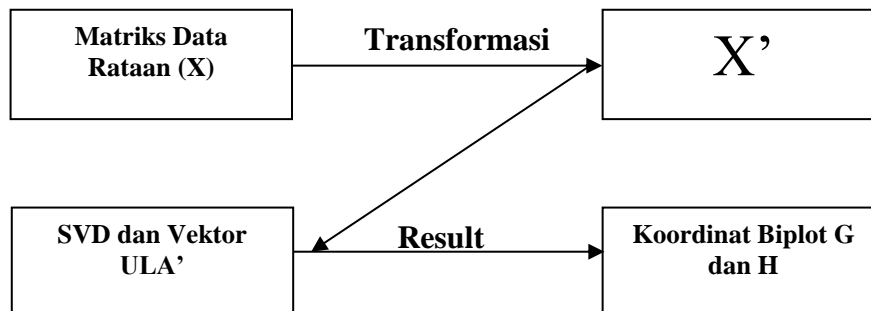 Matriks Data
Rataan (X)
Transformasi
X’
SVD dan Vektor
ULA’
Result
Koordinat Biplot G
dan H